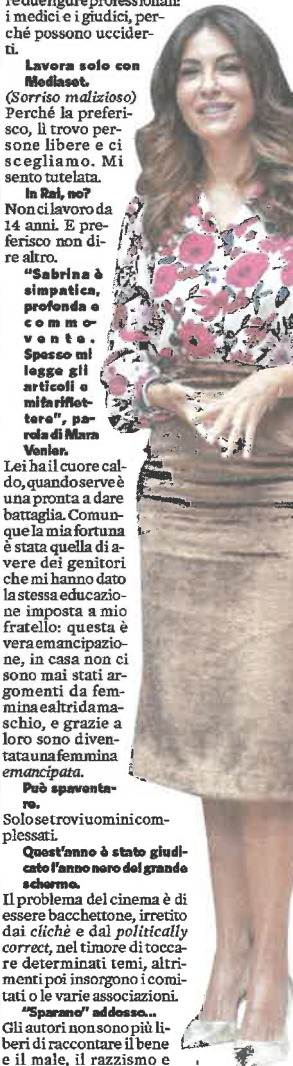 i medici e i giudici, per-
ché possono uccider-
ti.
Lavora solo con
Mediaset.
(Sorriso malizioso)
Perché la preferi-
sco, lì trovo per-
sone libere e ci
scegliamo. Mi
sento tutelata.
In Rai, no?
Non ci lavoro da
14 anni. E pre-
ferisco non di-
re altro.
"Sabrina è
simpatica,
profonda e
commo-
vente.
Spesso mi
legge gli
articoli e
mi fa riflet-
tere", pa-
rola di Mara
Venier.
Lei ha il cuore cal-
do, quando serve è
una pronta a dare
battaglia. Comun-
que la mia fortuna
è stata quella di a-
vere dei genitori
che mi hanno dato
la stessa educazio-
ne imposta a mio
fratello: questa è
vera emancipazio-
ne, in casa non ci
sono mai stati ar-
gomenti da fem-
mina e altri da ma-
schio, e grazie a
loro sono diven-
tata una femmina
emancipata.
Può spaventa-
re.
Solo se trovi uomini com-
plessati.
Quest'anno è stato giudi-
cato l'anno nero del grande
schermo.
Il problema del cinema è di
essere bacchettone, irretito
dai clichè e dal politically
correct, nel timore di tocca-
re determinati temi, altri-
menti poi insorgono i comi-
tati o le varie associazioni.
"Sparano" addosso...
Gli autori non sono più li-
beri di raccontare il bene
e il male, il razzismo e